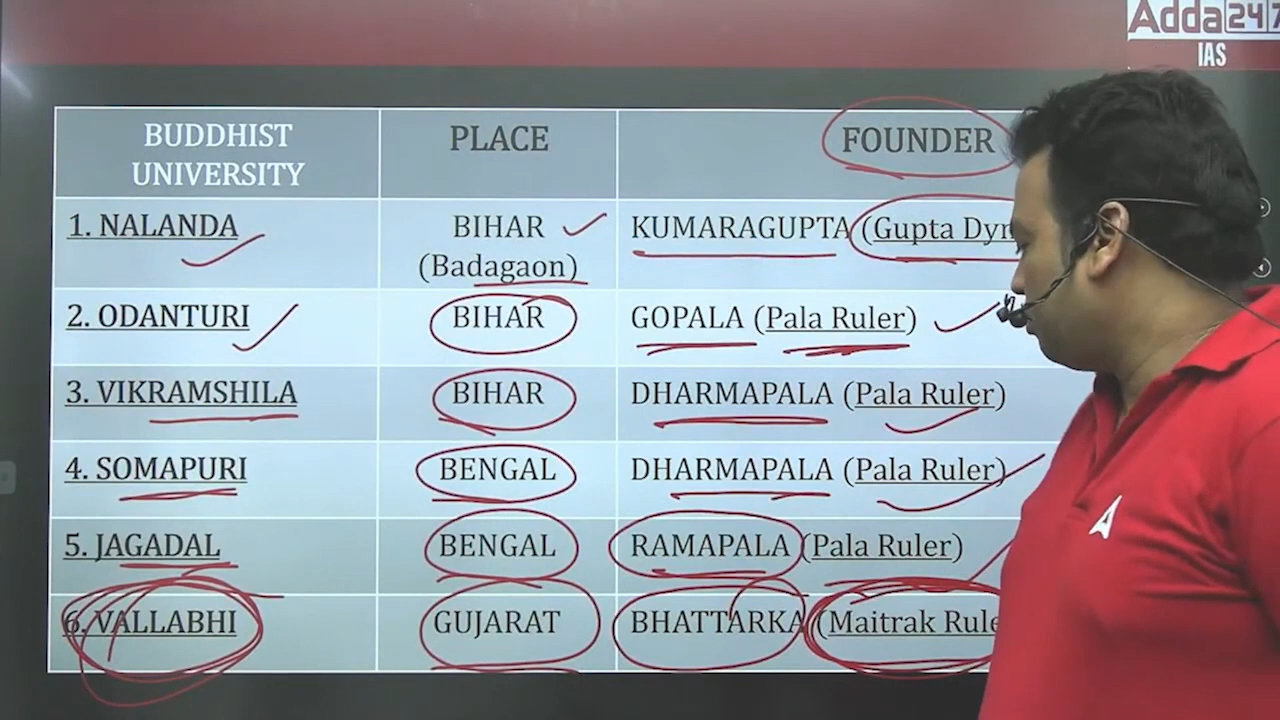 Adda247
IAS
BUDDHIST UNIVERSITY PLACE FOUNDER
1. NALANDA BIHAR (Badagaon) KUMARAGUPTA (Gupta
2. ODANTURI BIHAR GOPALA (Pala Ruler)
3. VIKRAMSHILA BIHAR DHARMAPALA (Pala Ruler)
4. SOMAPURI BENGAL DHARMAPALA (Pala Ruler)
5. JAGADAL BENGAL RAMAPALA (Pala Ruler)
6. VALLABHI GUJARAT BHATTARKA (Maitrak